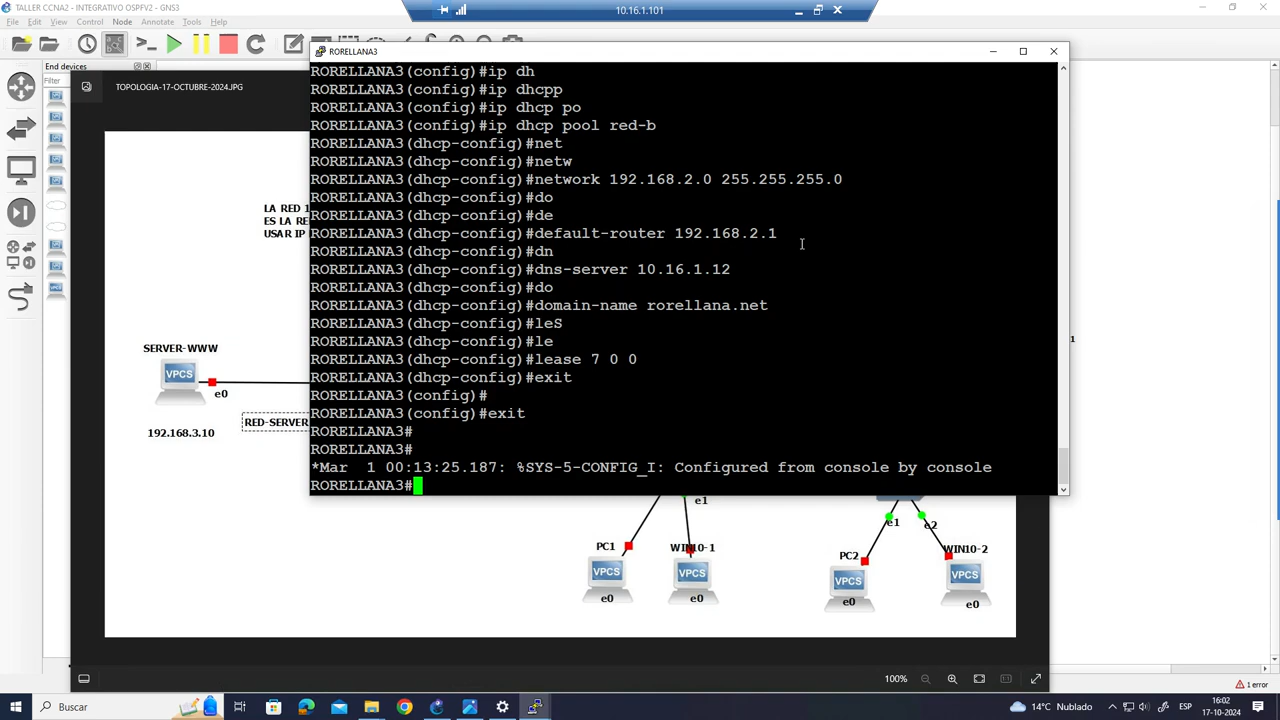 TALLER CCNA2 - INTEGRATIVO OSPFV2 - GNS3
10.16.1.101
File Edit View Control Node Annotate Tools Help
End devices
Filter
TOPOLOGIA-17-OCTUBRE-2024.JPG
RORELLANA3
RORELLANA3(config)#ip dh
RORELLANA3(config)#ip dhcpp
RORELLANA3(config)#ip dhcp po
RORELLANA3(config)#ip dhcp pool red-b
RORELLANA3(dhcp-config)#net
RORELLANA3(dhcp-config)#netw
RORELLANA3(dhcp-config)#network 192.168.2.0 255.255.255.0
RORELLANA3(dhcp-config)#do
RORELLANA3(dhcp-config)#de
RORELLANA3(dhcp-config)#default-router 192.168.2.1
RORELLANA3(dhcp-config)#dn
RORELLANA3(dhcp-config)#dns-server 10.16.1.12
RORELLANA3(dhcp-config)#do
RORELLANA3(dhcp-config)#domain-name rorellana.net
RORELLANA3(dhcp-config)#leS
RORELLANA3(dhcp-config)#le
RORELLANA3(dhcp-config)#lease 7 0 0
RORELLANA3(dhcp-config)#exit
RORELLANA3(config)#
RORELLANA3(config)#exit
RORELLANA3#
RORELLANA3#
*Mar  1 00:13:25.187: %SYS-5-CONFIG_I: Configured from console by console
RORELLANA3#
LA RED 1
ES LA RE
USAR IP
SERVER-WWW
VPCS
e0
192.168.3.10
RED-SERVER
1
e1
e1
e2
PC1
WIN10-1
PC2
WIN10-2
VPCS
VPCS
VPCS
VPCS
e0
e0
e0
e0
100%
1 error
Buscar
14°C Nublado
ESP
16:02
17-10-2024